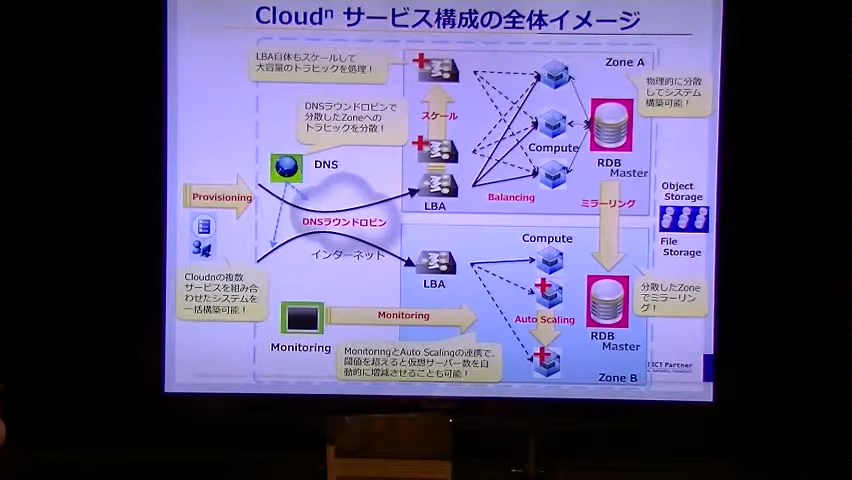 Cloudⁿ サービス構成の全体イメージ
LBA自体もスケールして
大容量のトラヒックを処理!
Zone A
物理的に分散
してシステム
構築可能!
DNSラウンドロビンで
分散したZoneへの
トラヒックを分散!
スケール
Compute
RDB
Master
DNS
LBA
Balancing
ミラーリング
Object
Storage
File
Storage
Provisioning
DNSラウンドロビン
インターネット
Cloudnの複数
サービスを組み合
わせたシステムを
一括構築可能!
Compute
LBA
Auto Scaling
分散したZone
でミラーリン
グ!
RDB
Master
Monitoring
Monitoring
MonitoringとAuto Scalingの連携で、
閾値を超えると仮想サーバー数を自
動的に増減させることも可能!
Zone B
ICT Partner